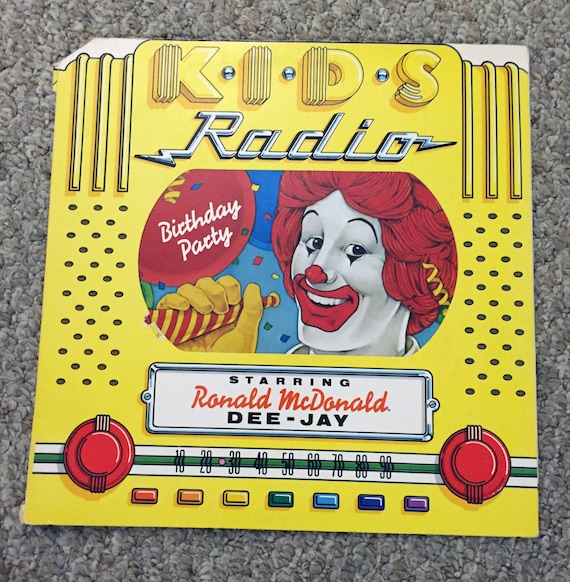 K·I·D·S
Radio
Birthday
Party
STARRING
Ronald McDonald.
DEE-JAY
10 20 30 40 50 60 70 80 90